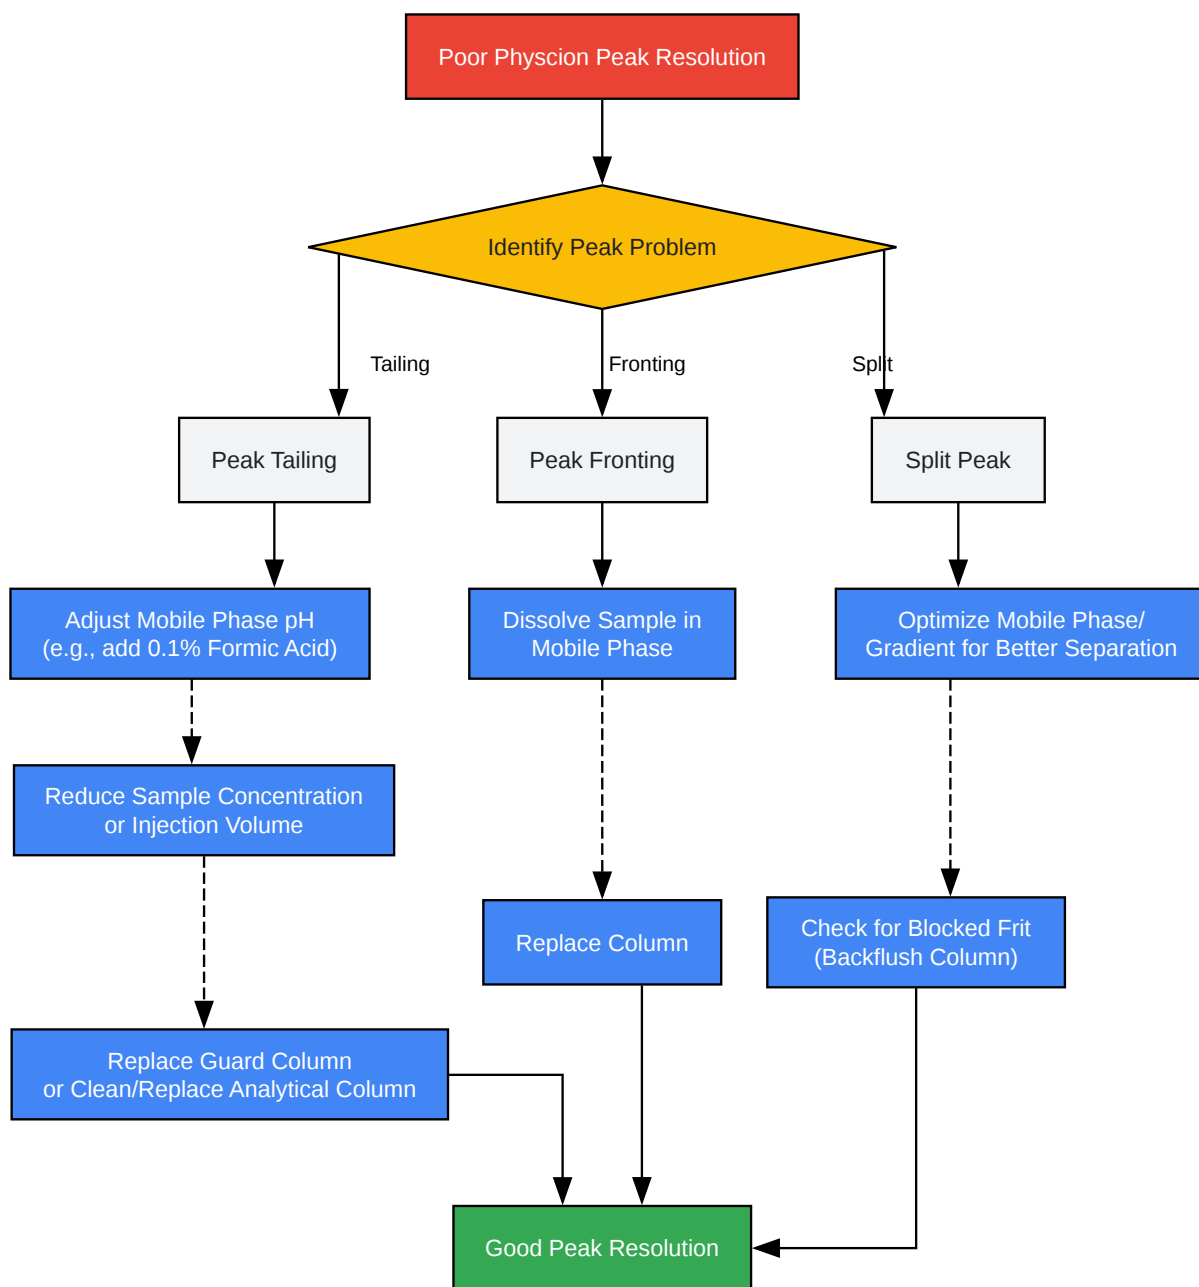 Poor Physcion Peak Resolution
Identify Peak Problem
Tailing
Fronting
Split
Peak Tailing
Peak Fronting
Split Peak
Adjust Mobile Phase pH
(e.g., add 0.1% Formic Acid)
Dissolve Sample in
Mobile Phase
Optimize Mobile Phase/
Gradient for Better Separation
Reduce Sample Concentration
or Injection Volume
Replace Column
Check for Blocked Frit
(Backflush Column)
Replace Guard Column
or Clean/Replace Analytical Column
Good Peak Resolution